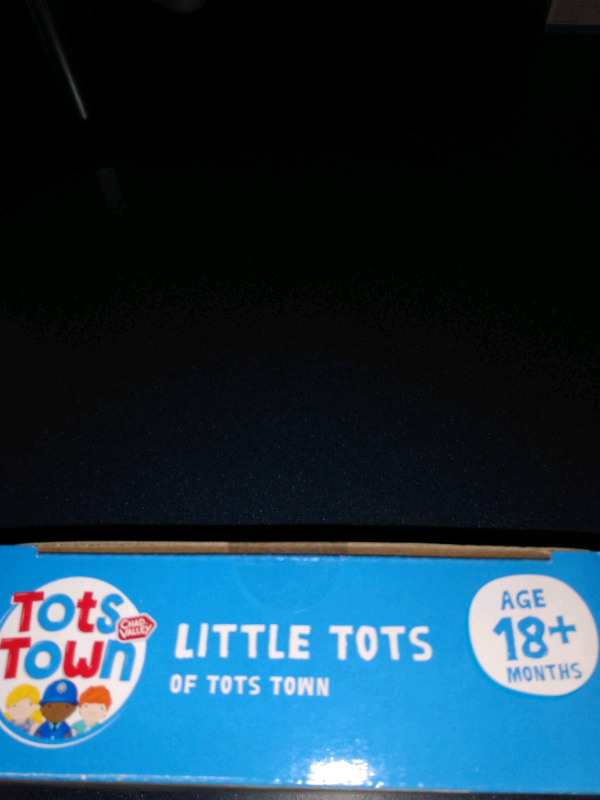 Tots
Town
CHAD
VALLEY
LITTLE TOTS
OF TOTS TOWN
AGE
18+
MONTHS